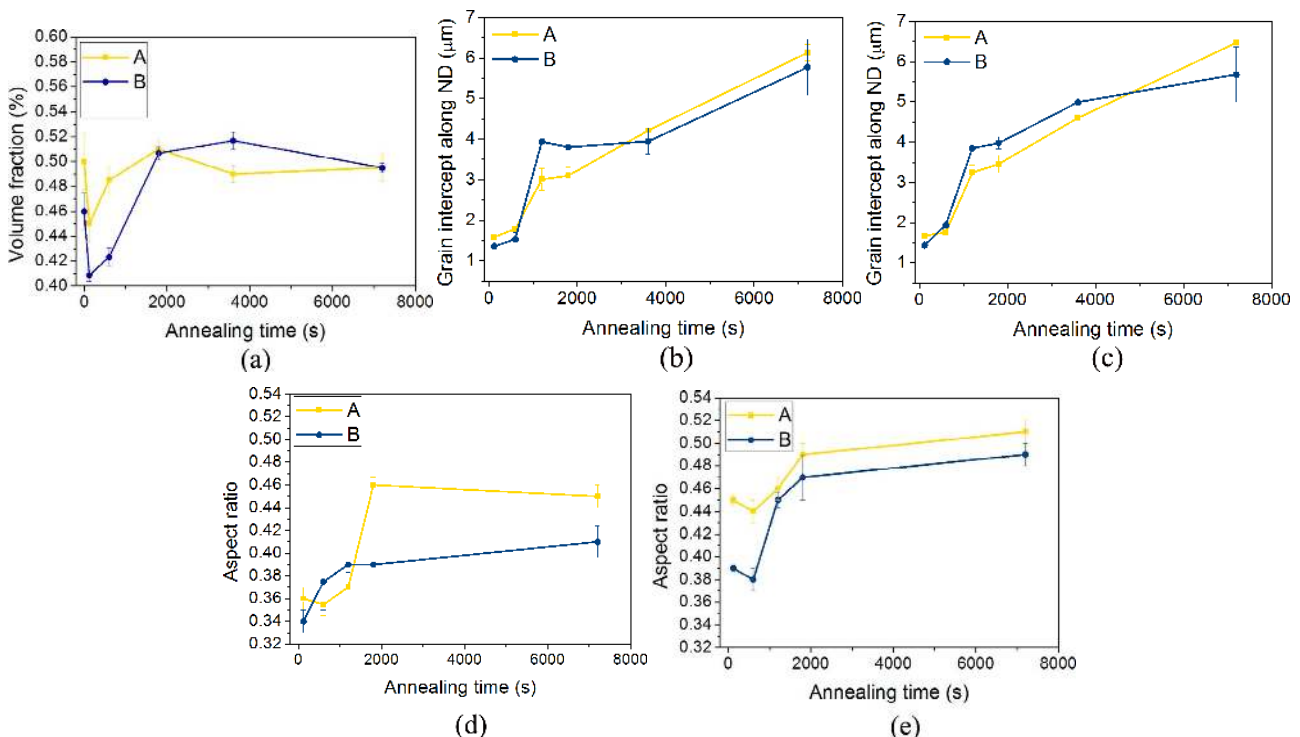 Volume fraction (%)
0.60
0.58
0.56
0.54
0.52
0.50
0.48
0.46
0.44
0.42
0.40
A
B
0
2000
4000
6000
8000
Annealing time (s)
(a)
Grain intercept along ND (μm)
7
6
5
4
3
2
1
A
B
0
2000
4000
6000
8000
Annealing time (s)
(b)
Grain intercept along ND (μm)
7
6
5
4
3
2
1
A
B
0
2000
4000
6000
8000
Annealing time (s)
(c)
Aspect ratio
0.54
0.52
0.50
0.48
0.46
0.44
0.42
0.40
0.38
0.36
0.34
0.32
A
B
0
2000
4000
6000
8000
Annealing time (s)
(d)
Aspect ratio
0.54
0.52
0.50
0.48
0.46
0.44
0.42
0.40
0.38
0.36
0.34
0.32
A
B
0
2000
4000
6000
8000
Annealing time (s)
(e)